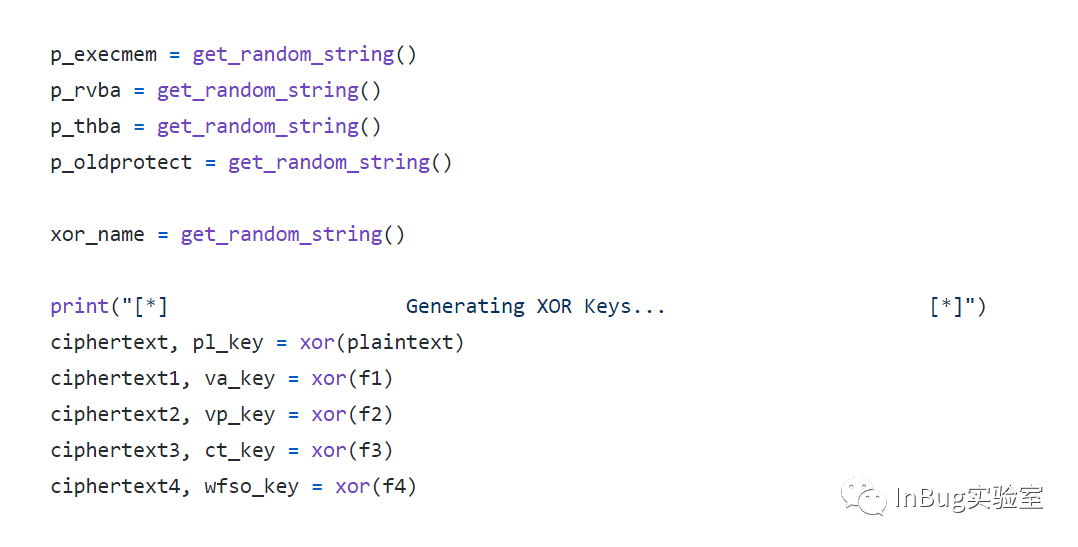 p_execmem = get_random_string()
p_rvba = get_random_string()
p_thba = get_random_string()
p_oldprotect = get_random_string()
xor_name = get_random_string()
print("[*]                    Generating XOR Keys...                      [*]")
ciphertext, pl_key = xor(plaintext)
ciphertext1, va_key = xor(f1)
ciphertext2, vp_key = xor(f2)
ciphertext3, ct_key = xor(f3)
ciphertext4, wfso_key = xor(f4)
InBug实验室